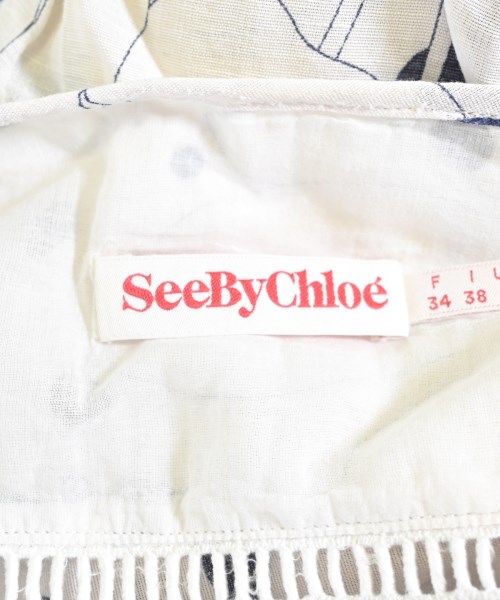 SeeByChloé
F I U
34 38